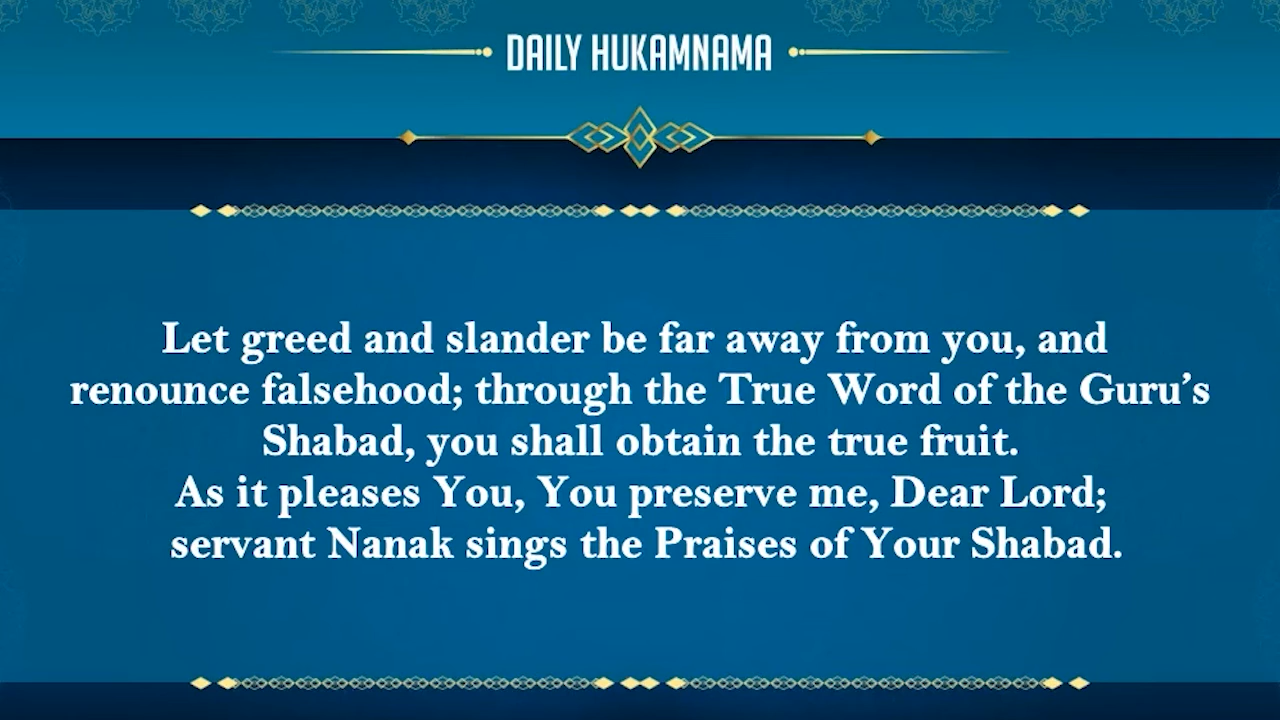 DAILY HUKAMNAMA
Let greed and slander be far away from you, and
renounce falsehood; through the True Word of the Guru’s
Shabad, you shall obtain the true fruit.
As it pleases You, You preserve me, Dear Lord;
servant Nanak sings the Praises of Your Shabad.